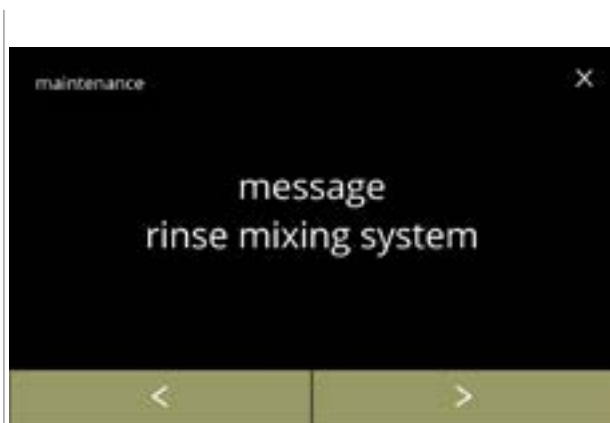 maintenance
X
message
rinse mixing system
< >